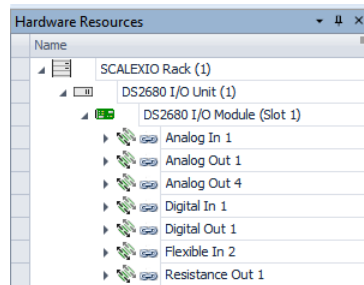 Hardware Resources
Name
SCALEXIO Rack (1)
DS2680 I/O Unit (1)
DS2680 I/O Module (Slot 1)
Analog In 1
Analog Out 1
Analog Out 4
Digital In 1
Digital Out 1
Flexible In 2
Resistance Out 1